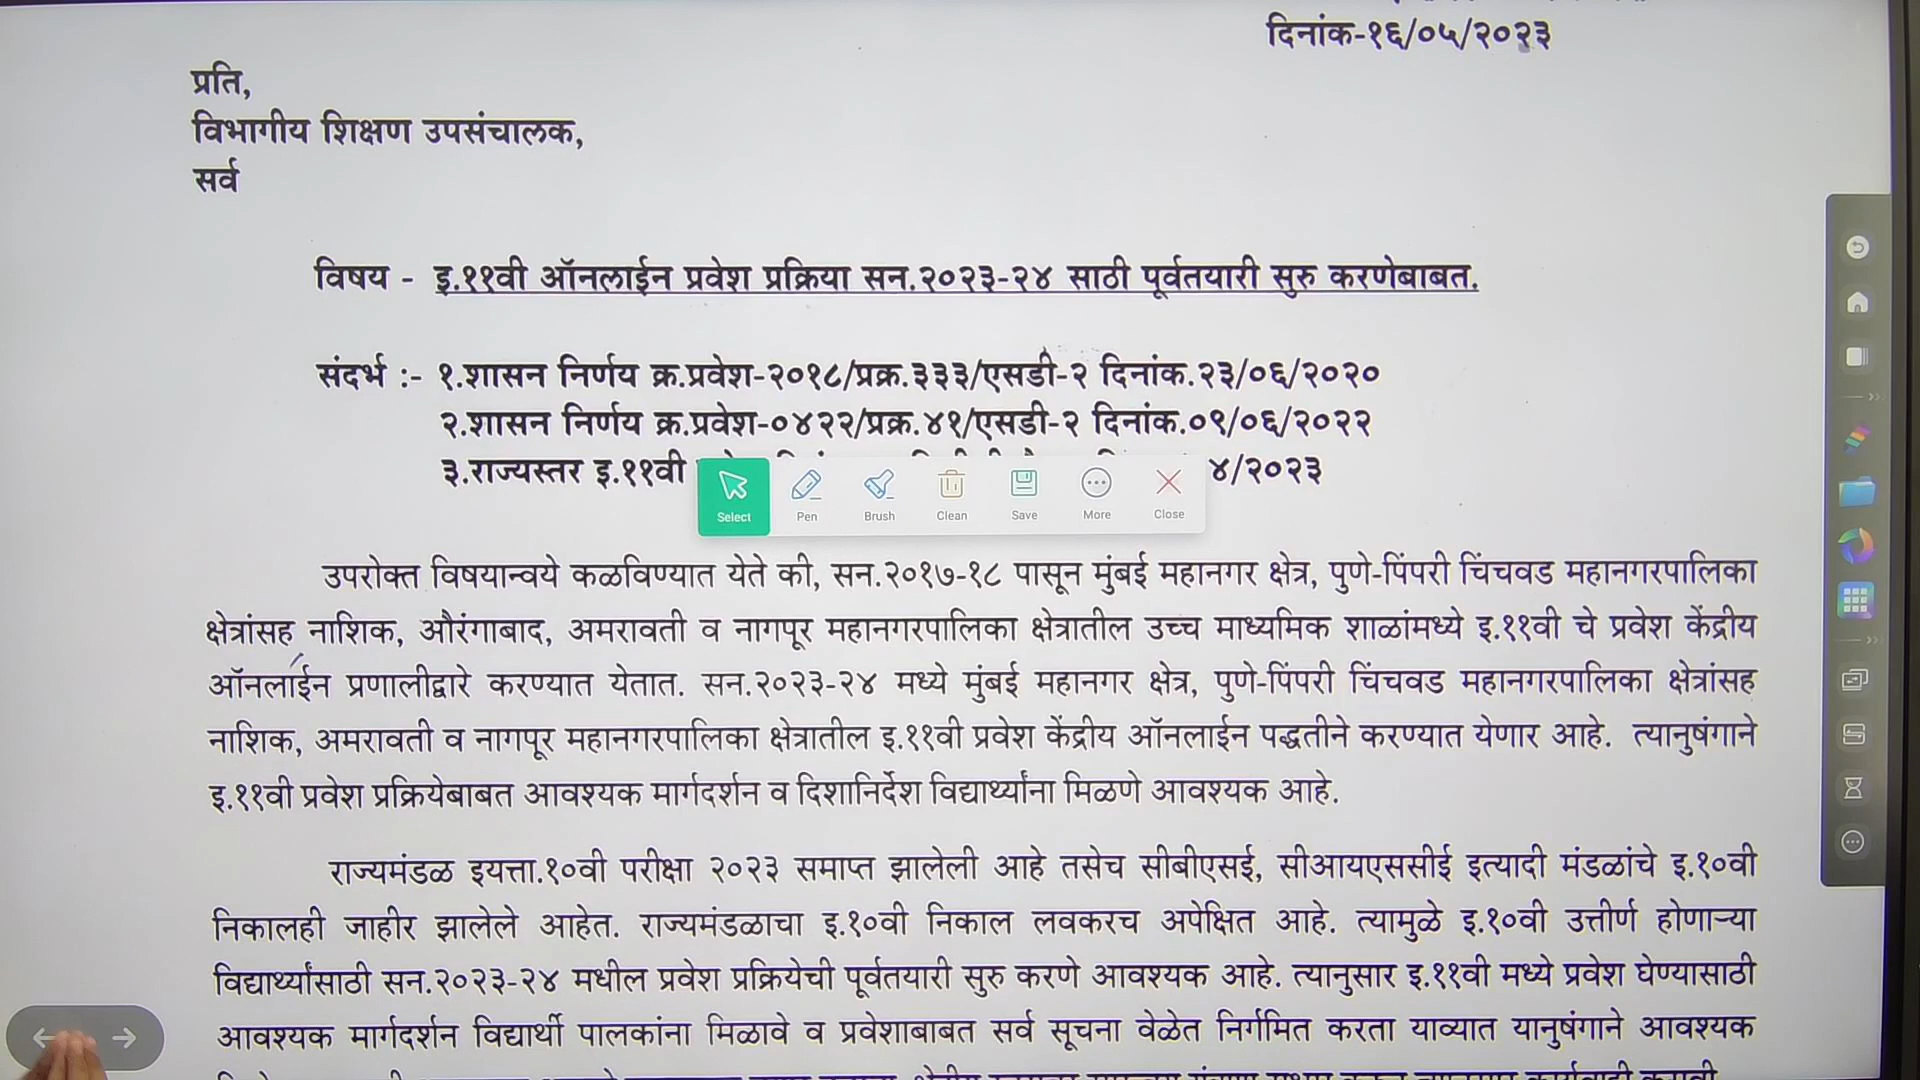 दिनांक-१६/०५/२०२३
प्रति,
विभागीय शिक्षण उपसंचालक,
सर्व
विषय - इ.११वी ऑनलाईन प्रवेश प्रक्रिया सन.२०२३-२४ साठी पूर्वतयारी सुरु करणेबाबत.
संदर्भ :- १.शासन निर्णय क्र.प्रवेश-२०१८/प्रक्र.३३३/एसडी-२ दिनांक.२३/०६/२०२०
२.शासन निर्णय क्र.प्रवेश-०४२२/प्रक्र.४१/एसडी-२ दिनांक.०९/०६/२०२२
३.राज्यस्तर इ.११वी ४/२०२३
Select Pen Brush Clean Save More Close
उपरोक्त विषयान्वये कळविण्यात येते की, सन.२०१७-१८ पासून मुंबई महानगर क्षेत्र, पुणे-पिंपरी चिंचवड महानगरपालिका
क्षेत्रांसह नाशिक, औरंगाबाद, अमरावती व नागपूर महानगरपालिका क्षेत्रातील उच्च माध्यमिक शाळांमध्ये इ.११वी चे प्रवेश केंद्रीय
ऑनलाईन प्रणालीद्वारे करण्यात येतात. सन.२०२३-२४ मध्ये मुंबई महानगर क्षेत्र, पुणे-पिंपरी चिंचवड महानगरपालिका क्षेत्रांसह
नाशिक, अमरावती व नागपूर महानगरपालिका क्षेत्रातील इ.११वी प्रवेश केंद्रीय ऑनलाईन पद्धतीने करण्यात येणार आहे. त्यानुषंगाने
इ.११वी प्रवेश प्रक्रियेबाबत आवश्यक मार्गदर्शन व दिशानिर्देश विद्यार्थ्यांना मिळणे आवश्यक आहे.
राज्यमंडळ इयत्ता.१०वी परीक्षा २०२३ समाप्त झालेली आहे तसेच सीबीएसई, सीआयएससीई इत्यादी मंडळांचे इ.१०वी
निकालही जाहीर झालेले आहेत. राज्यमंडळाचा इ.१०वी निकाल लवकरच अपेक्षित आहे. त्यामुळे इ.१०वी उत्तीर्ण होणाऱ्या
विद्यार्थ्यांसाठी सन.२०२३-२४ मधील प्रवेश प्रक्रियेची पूर्वतयारी सुरु करणे आवश्यक आहे. त्यानुसार इ.११वी मध्ये प्रवेश घेण्यासाठी
आवश्यक मार्गदर्शन विद्यार्थी पालकांना मिळावे व प्रवेशाबाबत सर्व सूचना वेळेत निर्गमित करता याव्यात यानुषंगाने आवश्यक